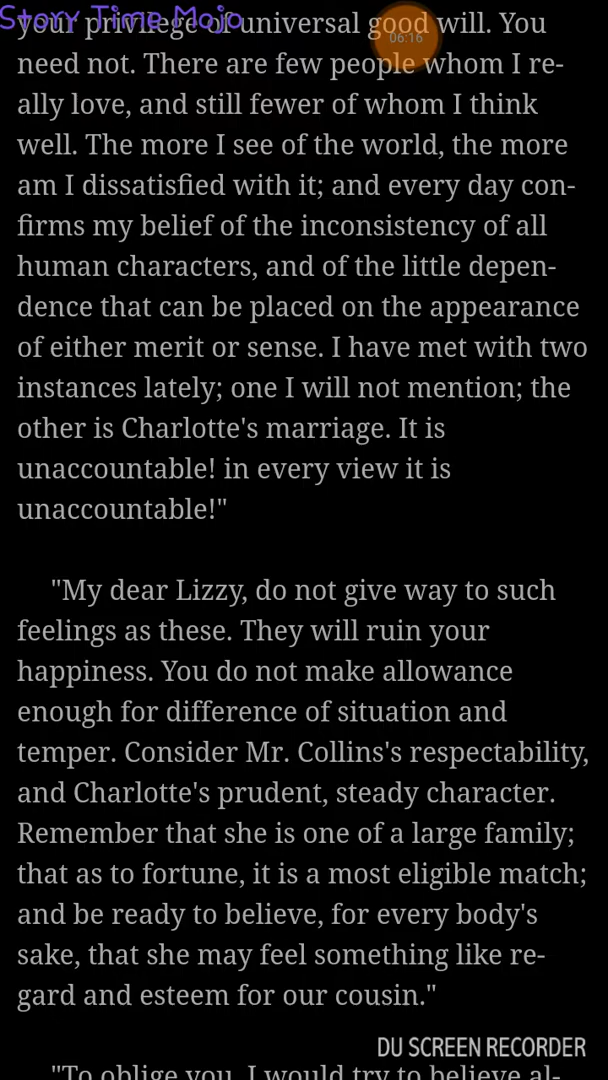 Story Time Mojo
your privilege of universal good will. You
06:16
need not. There are few people whom I re-
ally love, and still fewer of whom I think
well. The more I see of the world, the more
am I dissatisfied with it; and every day con-
firms my belief of the inconsistency of all
human characters, and of the little depen-
dence that can be placed on the appearance
of either merit or sense. I have met with two
instances lately; one I will not mention; the
other is Charlotte's marriage. It is
unaccountable! in every view it is
unaccountable!"
"My dear Lizzy, do not give way to such
feelings as these. They will ruin your
happiness. You do not make allowance
enough for difference of situation and
temper. Consider Mr. Collins's respectability,
and Charlotte's prudent, steady character.
Remember that she is one of a large family;
that as to fortune, it is a most eligible match;
and be ready to believe, for every body's
sake, that she may feel something like re-
gard and esteem for our cousin."
DU SCREEN RECORDER
"To oblige you, I would try to believe al-